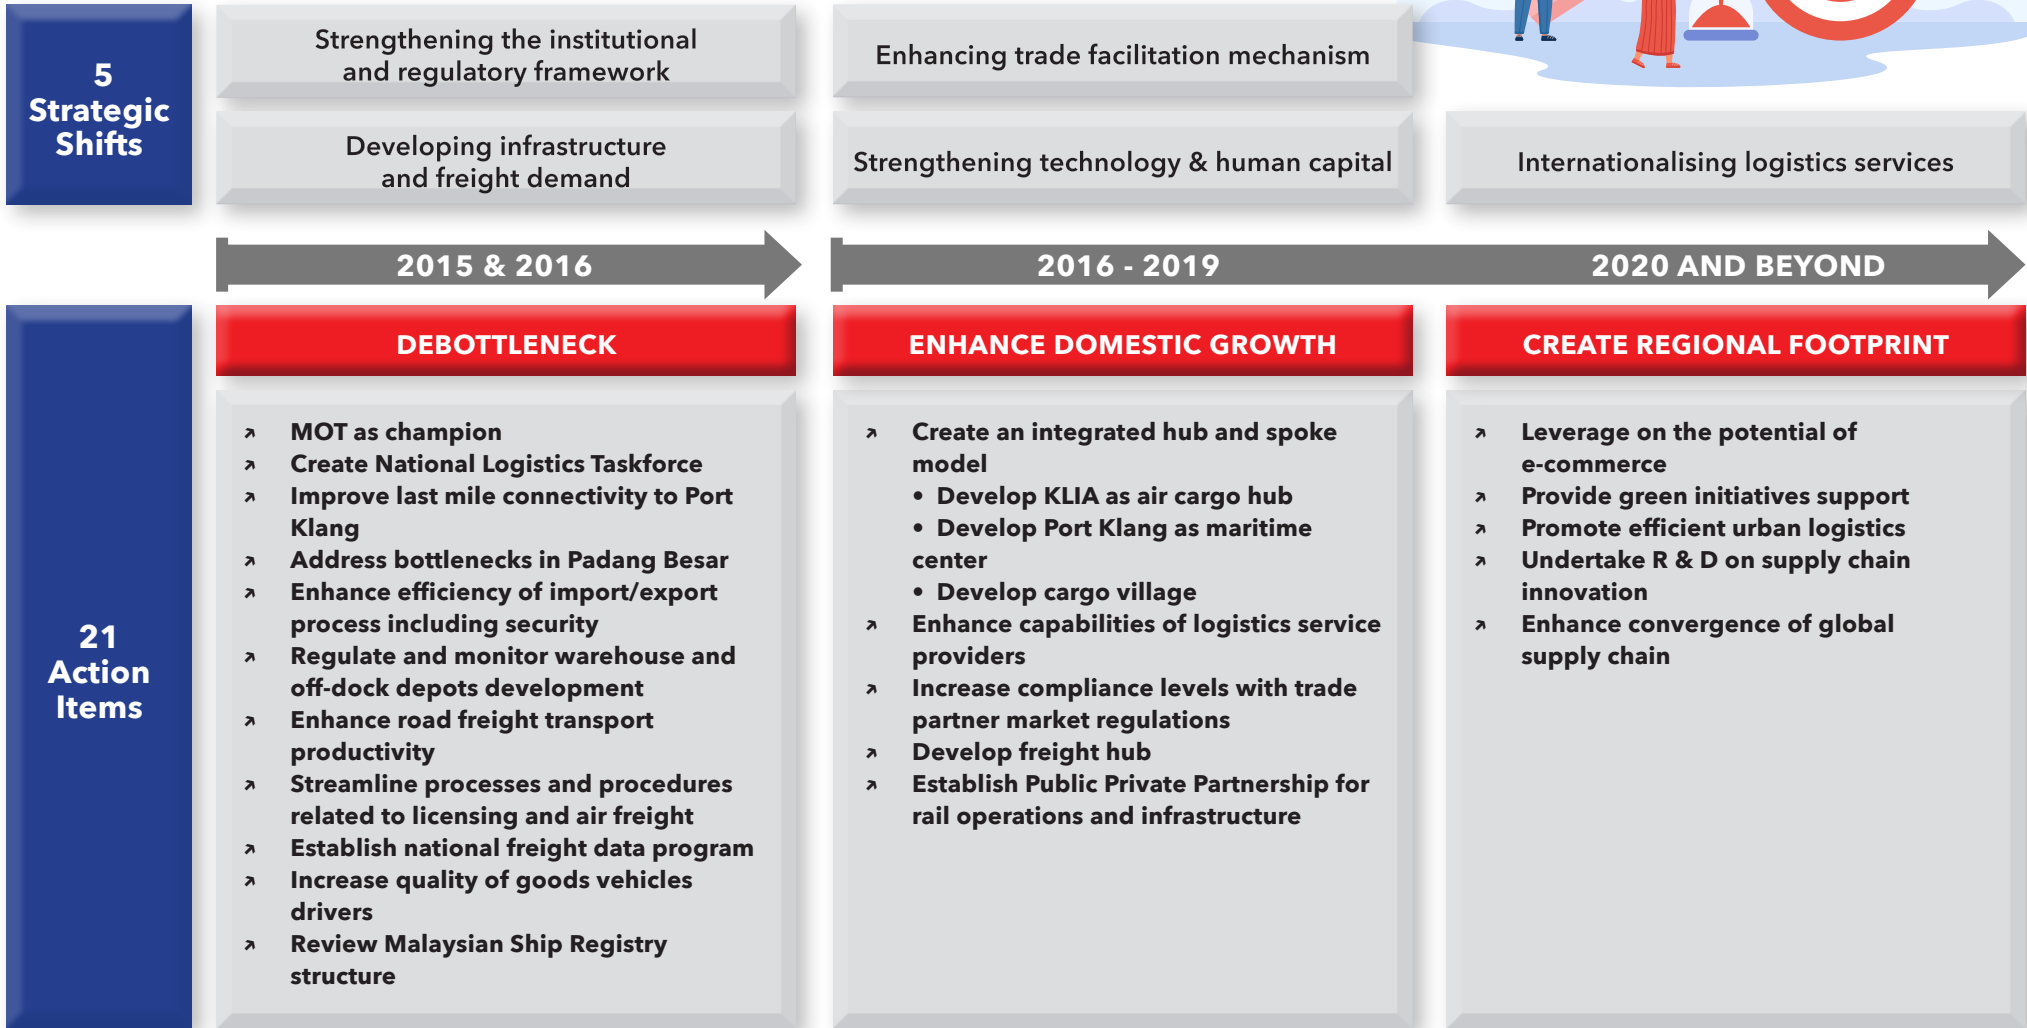 5
Strategic
Shifts
Strengthening the institutional
and regulatory framework
Enhancing trade facilitation mechanism
Developing infrastructure
and freight demand
Strengthening technology & human capital
Internationalising logistics services
2015 & 2016
2016 - 2019
2020 AND BEYOND
DEBOTTLENECK
ENHANCE DOMESTIC GROWTH
CREATE REGIONAL FOOTPRINT
21
Action
Items
MOT as champion
Create National Logistics Taskforce
Improve last mile connectivity to Port
Klang
Address bottlenecks in Padang Besar
Enhance efficiency of import/export
process including security
Regulate and monitor warehouse and
off-dock depots development
Enhance road freight transport
productivity
Streamline processes and procedures
related to licensing and air freight
Establish national freight data program
Increase quality of goods vehicles
drivers
Review Malaysian Ship Registry
structure
Create an integrated hub and spoke
model
• Develop KLIA as air cargo hub
• Develop Port Klang as maritime
center
• Develop cargo village
Enhance capabilities of logistics service
providers
Increase compliance levels with trade
partner market regulations
Develop freight hub
Establish Public Private Partnership for
rail operations and infrastructure
Leverage on the potential of
e-commerce
Provide green initiatives support
Promote efficient urban logistics
Undertake R & D on supply chain
innovation
Enhance convergence of global
supply chain